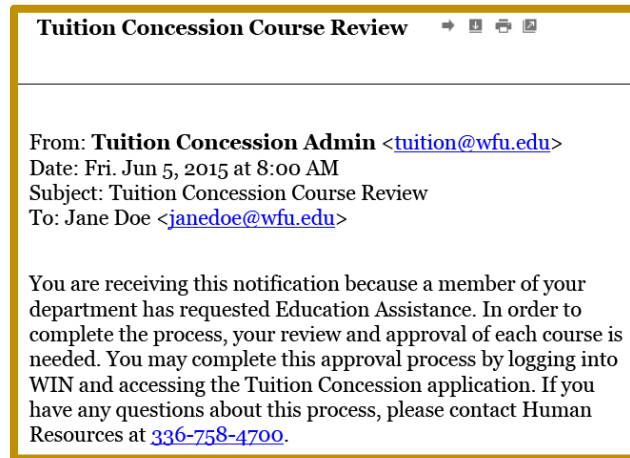 Tuition Concession Course Review
From: Tuition Concession Admin <tuition@wfu.edu>
Date: Fri. Jun 5, 2015 at 8:00 AM
Subject: Tuition Concession Course Review
To: Jane Doe <janedoe@wfu.edu>
You are receiving this notification because a member of your
department has requested Education Assistance. In order to
complete the process, your review and approval of each course is
needed. You may complete this approval process by logging into
WIN and accessing the Tuition Concession application. If you
have any questions about this process, please contact Human
Resources at 336-758-4700.